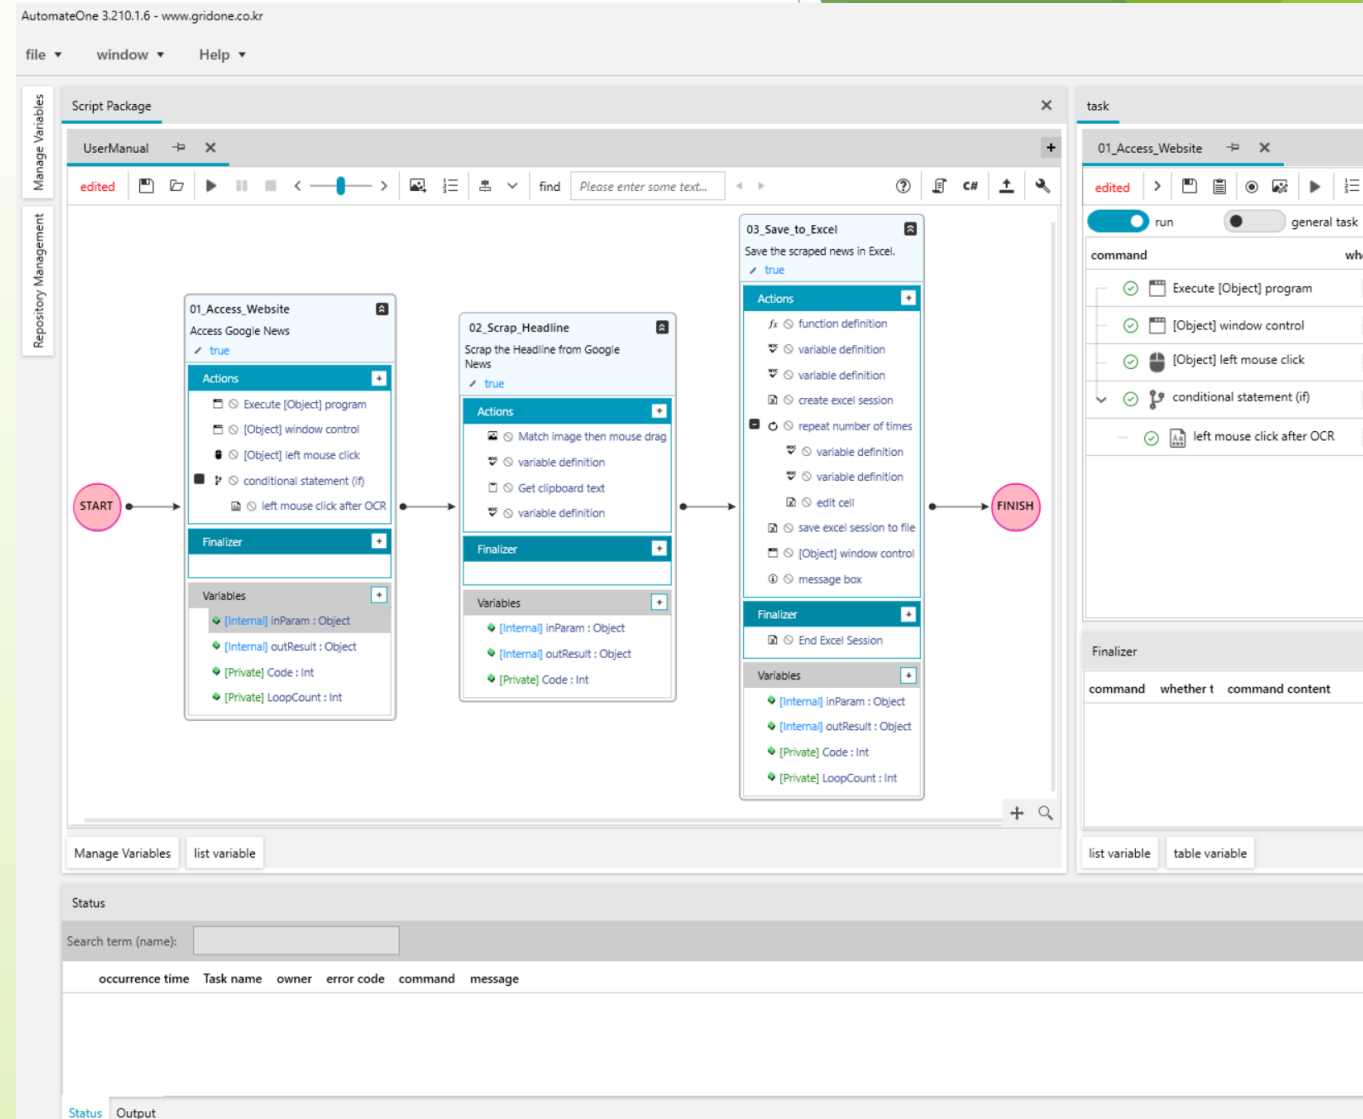 AutomateOne 3.210.1.6 - www.gridone.co.kr
file window Help
Manage Variables
Repository Management
Script Package
UserManual
edited find Please enter some text... C#
START
01_Access_Website
Access Google News
true
Actions
Execute [Object] program
[Object] window control
[Object] left mouse click
conditional statement (if)
left mouse click after OCR
Finalizer
Variables
[Internal] inParam : Object
[Internal] outResult : Object
[Private] Code : Int
[Private] LoopCount : Int
02_Scrap_Headline
Scrap the Headline from Google
News
true
Actions
Match image then mouse drag
variable definition
Get clipboard text
variable definition
Finalizer
Variables
[Internal] inParam : Object
[Internal] outResult : Object
[Private] Code : Int
03_Save_to_Excel
Save the scraped news in Excel.
true
Actions
fx function definition
variable definition
variable definition
create excel session
repeat number of times
variable definition
variable definition
edit cell
save excel session to file
[Object] window control
message box
Finalizer
End Excel Session
Variables
[Internal] inParam : Object
[Internal] outResult : Object
[Private] Code : Int
[Private] LoopCount : Int
FINISH
Manage Variables list variable
task
01_Access_Website
edited
run general task
command whe
Execute [Object] program
[Object] window control
[Object] left mouse click
conditional statement (if)
left mouse click after OCR
Finalizer
command whether t command content
list variable table variable
Status
Search term (name):
occurrence time Task name owner error code command message
Status Output